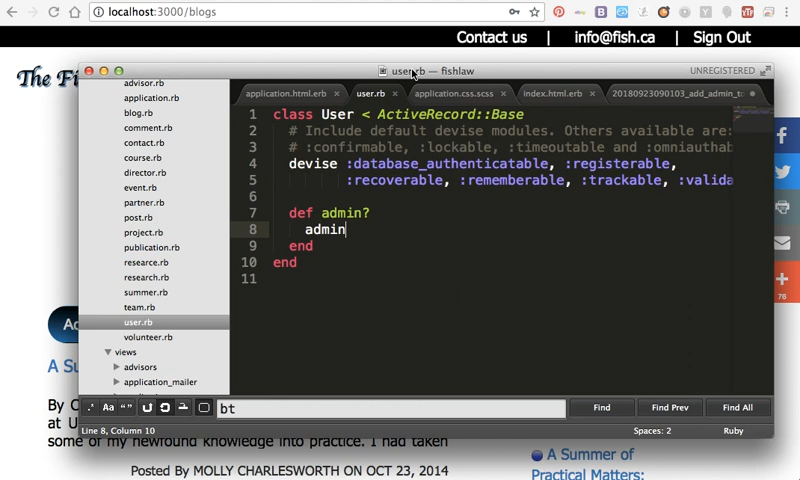 localhost:3000/blogs
Contact us | info@fish.ca | Sign Out
The Fi
user.rb — fishlaw
UNREGISTERED
application.html.erb
user.rb
application.css.scss
index.html.erb
20180923090103_add_admin_to
advisor.rb
application.rb
blog.rb
comment.rb
contact.rb
course.rb
director.rb
event.rb
partner.rb
post.rb
project.rb
publication.rb
researce.rb
research.rb
summer.rb
team.rb
user.rb
volunteer.rb
views
advisors
application_mailer
1 class User < ActiveRecord::Base
2 # Include default devise modules. Others available are:
3 # :confirmable, :lockable, :timeoutable and :omniauthab
4 devise :database_authenticatable, :registerable,
5 :recoverable, :rememberable, :trackable, :valida
6
7 def admin?
8 admin
9 end
10 end
11
76
Ad
A Su
.* Aa “” bt Find Find Prev Find All
Line 8, Column 10 Spaces: 2 Ruby
By C
at U
some of my newfound knowledge into practice. I had taken
Posted By MOLLY CHARLESWORTH ON OCT 23, 2014
A Summer of
Practical Matters: